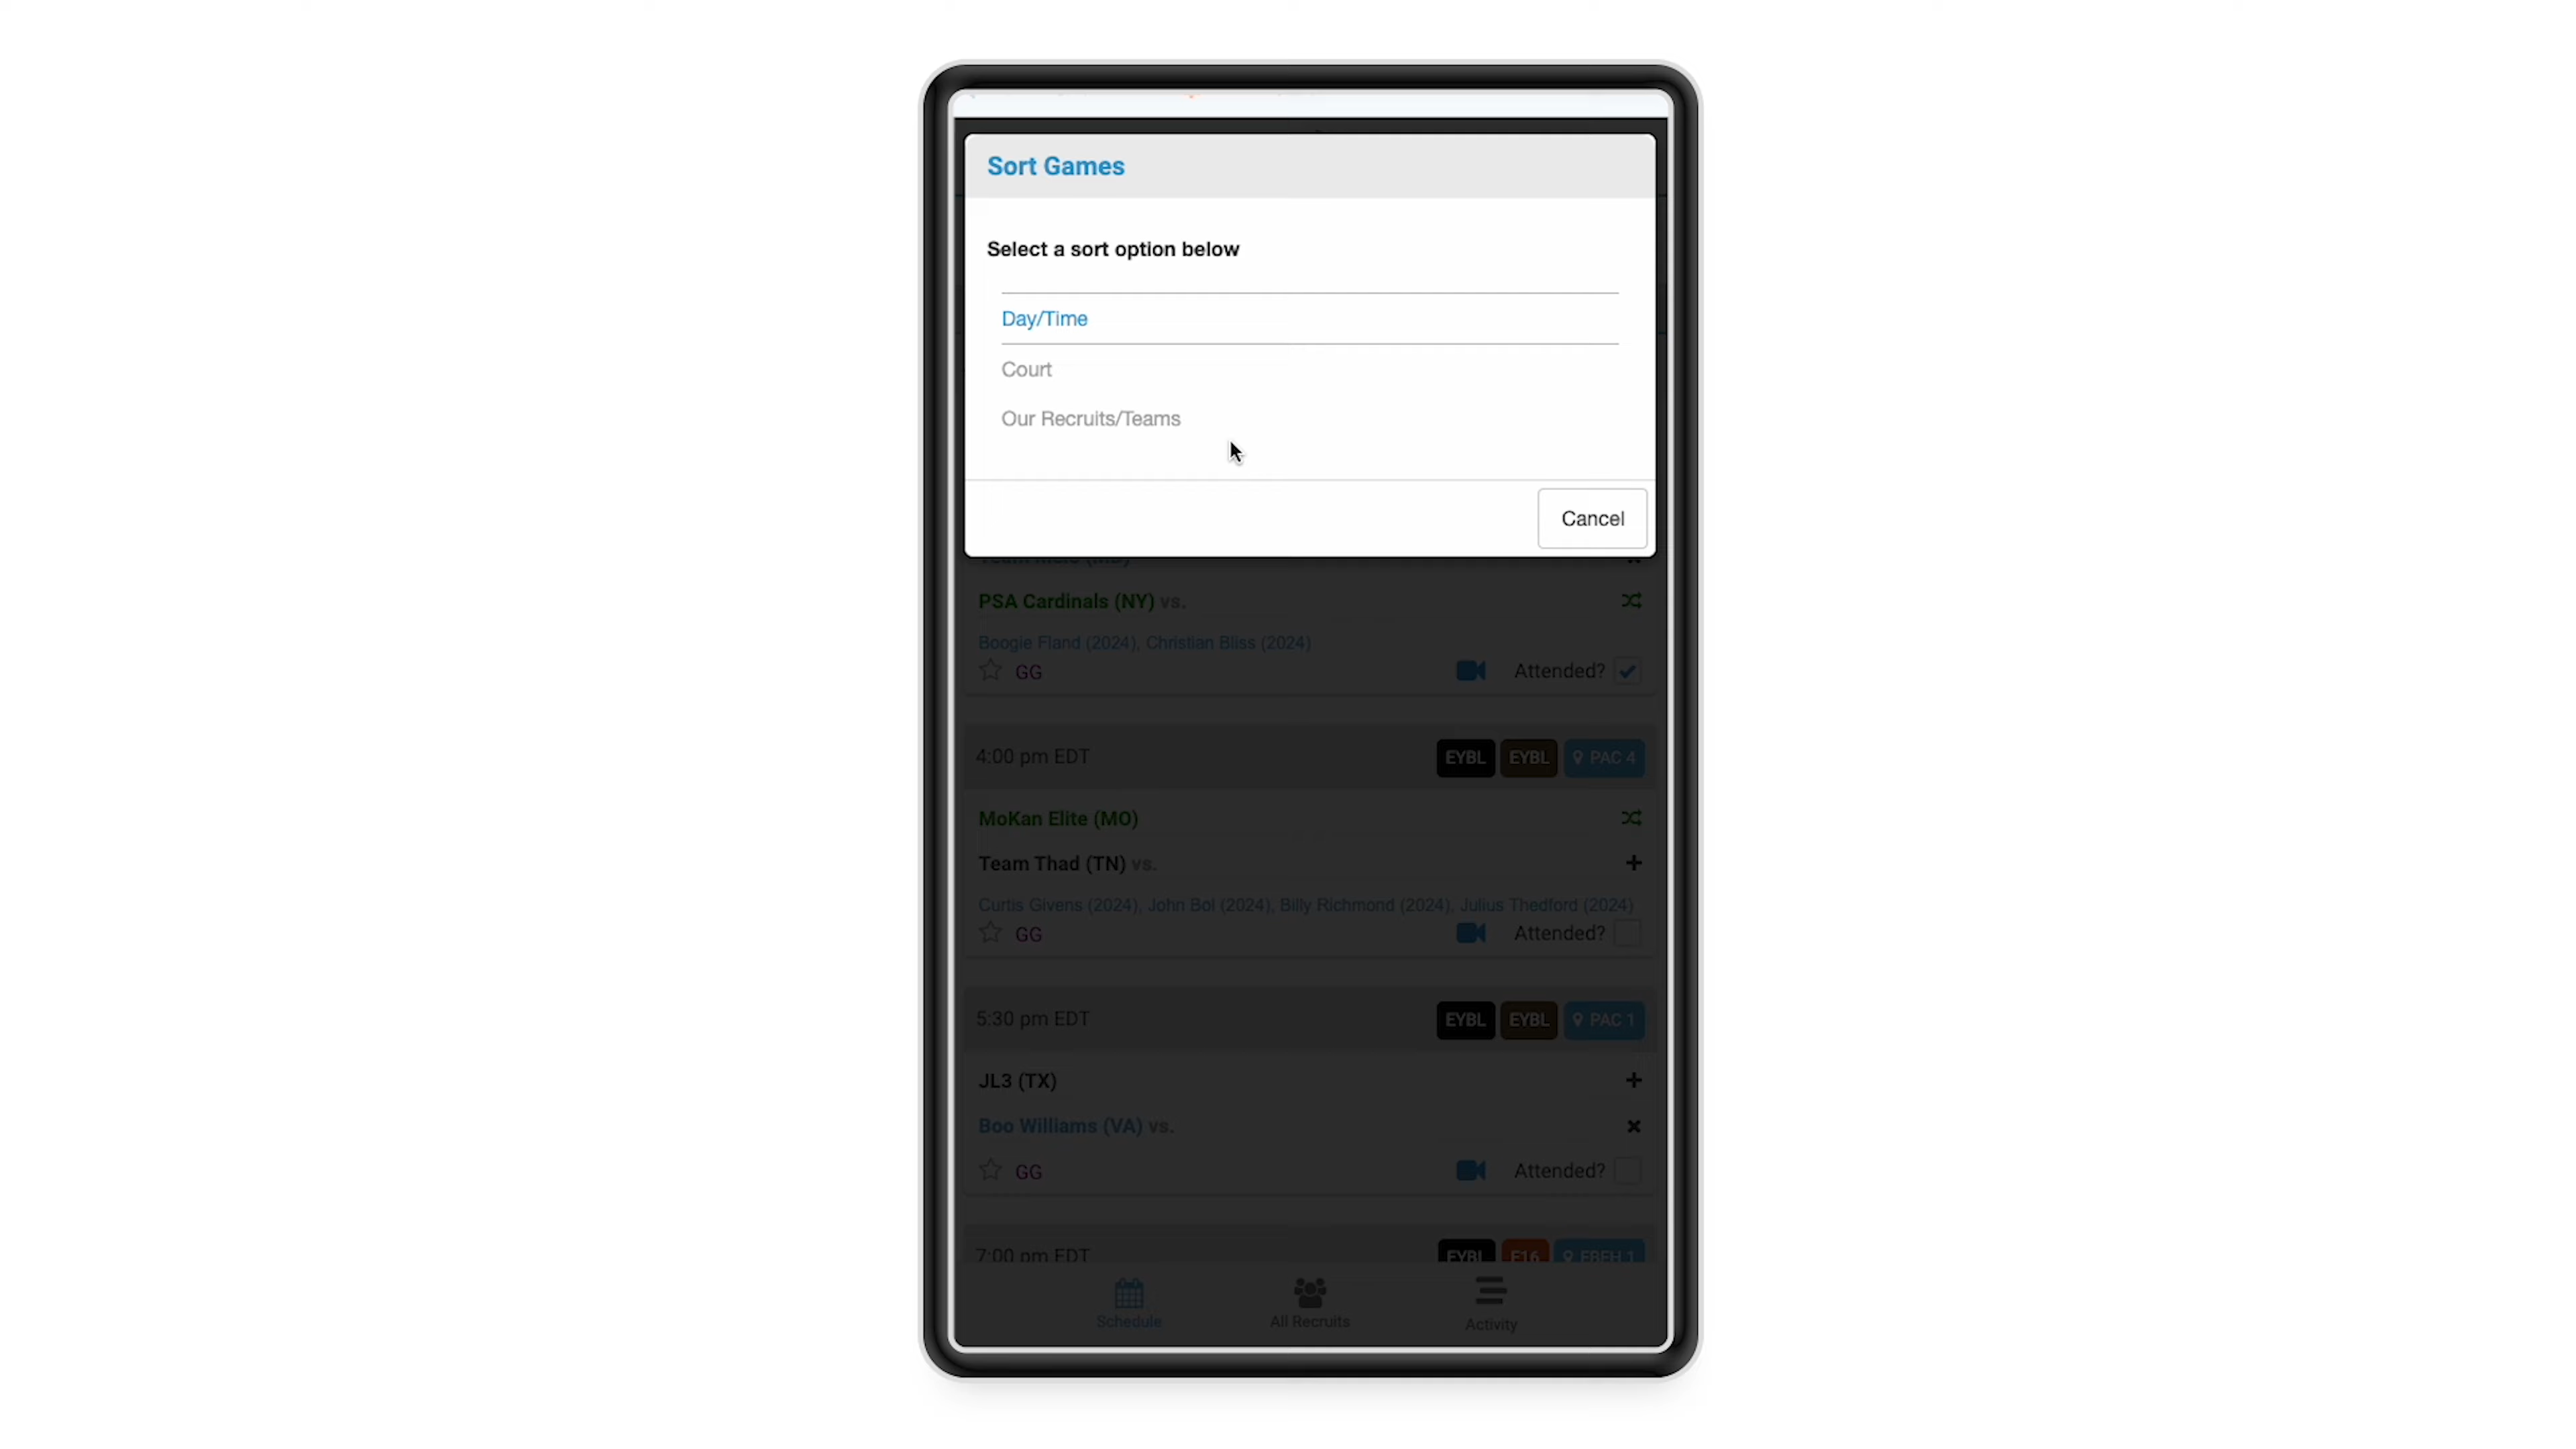 Sort Games
Select a sort option below
Day/Time
Court
Our Recruits/Teams
Cancel
PSA Cardinals (NY) vs.
Boogie Fland (2024), Christian Bliss (2024)
GG Attended?
4:00 pm EDT EYBL EYBL PAC 4
MoKan Elite (MO)
Team Thad (TN) vs.
Curtis Givens (2024), John Bol (2024), Billy Richmond (2024), Julius Thedford (2024)
GG Attended?
5:30 pm EDT EYBL EYBL PAC 1
JL3 (TX)
Boo Williams (VA) vs.
GG Attended?
7:00 pm EDT EYBL E16
Schedule All Recruits Activity